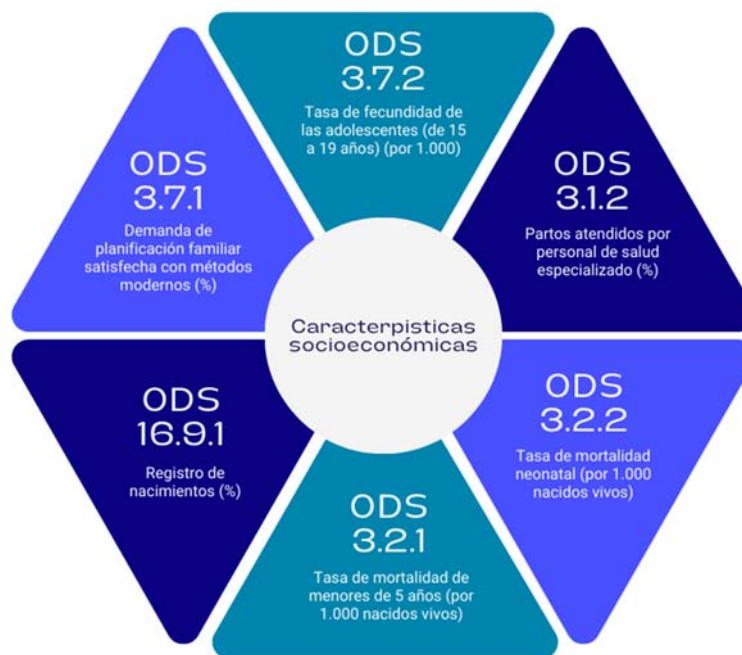 ODS
3.7.2
Tasa de fecundidad de
las adolescentes (de 15
a 19 años) (por 1.000)
ODS
3.1.2
Partos atendidos por
personal de salud
especializado (%)
ODS
3.2.2
Tasa de mortalidad
neonatal (por 1.000
nacidos vivos)
ODS
3.2.1
Tasa de mortalidad de
menores de 5 años (por
1.000 nacidos vivos)
ODS
16.9.1
Registro de
nacimientos (%)
ODS
3.7.1
Demanda de
planificación familiar
satisfecha con métodos
modernos (%)
Caracterpisticas
socioeconómicas